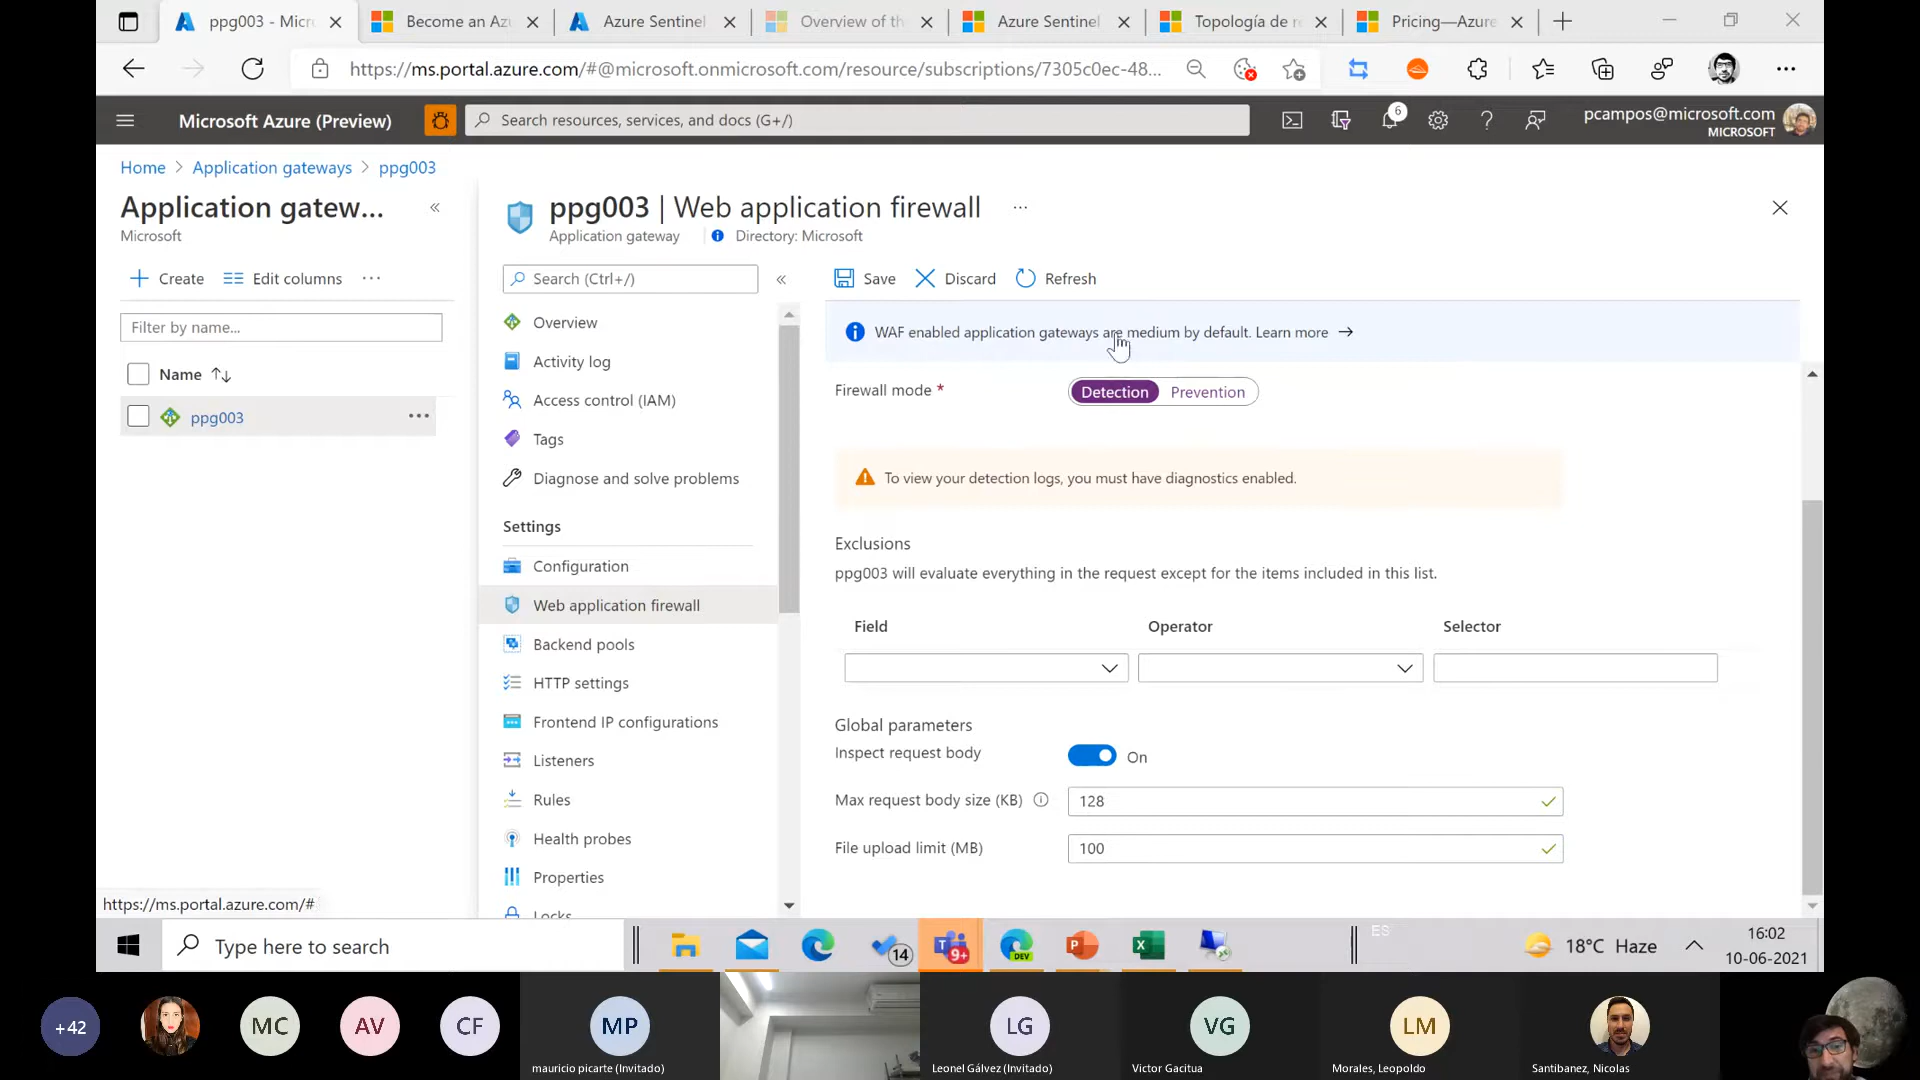 ppg003 - Micr
Become an Az
Azure Sentinel
Overview of th
Azure Sentinel
Topología de r
Pricing—Azure
https://ms.portal.azure.com/#@microsoft.onmicrosoft.com/resource/subscriptions/7305c0ec-48...
Microsoft Azure (Preview)
Search resources, services, and docs (G+/)
6
pcampos@microsoft.com
MICROSOFT
Home > Application gateways > ppg003
Application gatew...
Microsoft
Create
Edit columns
Filter by name...
Name
ppg003
ppg003 | Web application firewall
Application gateway
Directory: Microsoft
Search (Ctrl+/)
Overview
Activity log
Access control (IAM)
Tags
Diagnose and solve problems
Settings
Configuration
Web application firewall
Backend pools
HTTP settings
Frontend IP configurations
Listeners
Rules
Health probes
Properties
Locks
Save
Discard
Refresh
WAF enabled application gateways are medium by default. Learn more →
Firewall mode *
Detection
Prevention
To view your detection logs, you must have diagnostics enabled.
Exclusions
ppg003 will evaluate everything in the request except for the items included in this list.
Field
Operator
Selector
Global parameters
Inspect request body
On
Max request body size (KB)
128
File upload limit (MB)
100
https://ms.portal.azure.com/#
Type here to search
14
9+
DEV
ES
18°C Haze
16:02
10-06-2021
+42
MC
AV
CF
MP
mauricio picarte (Invitado)
LG
Leonel Gálvez (Invitado)
VG
Victor Gacitua
LM
Morales, Leopoldo
Santibanez, Nicolas